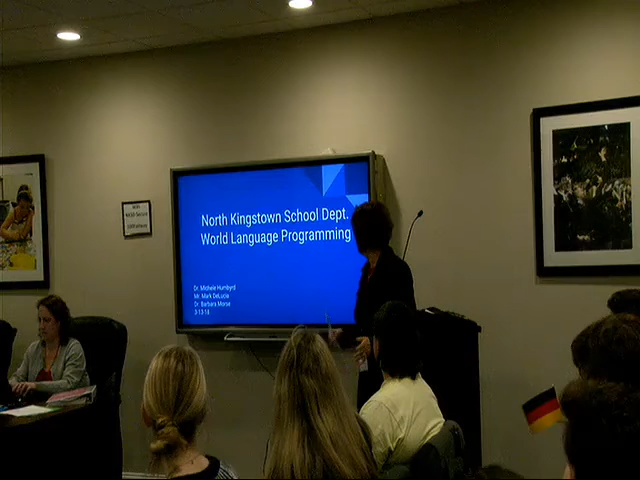 North Kingstown School Dept.
World Language Programming
Dr. Michele Humbyrd
Mr. Mark DeLucia
Dr. Barbara Morse
3-13-18